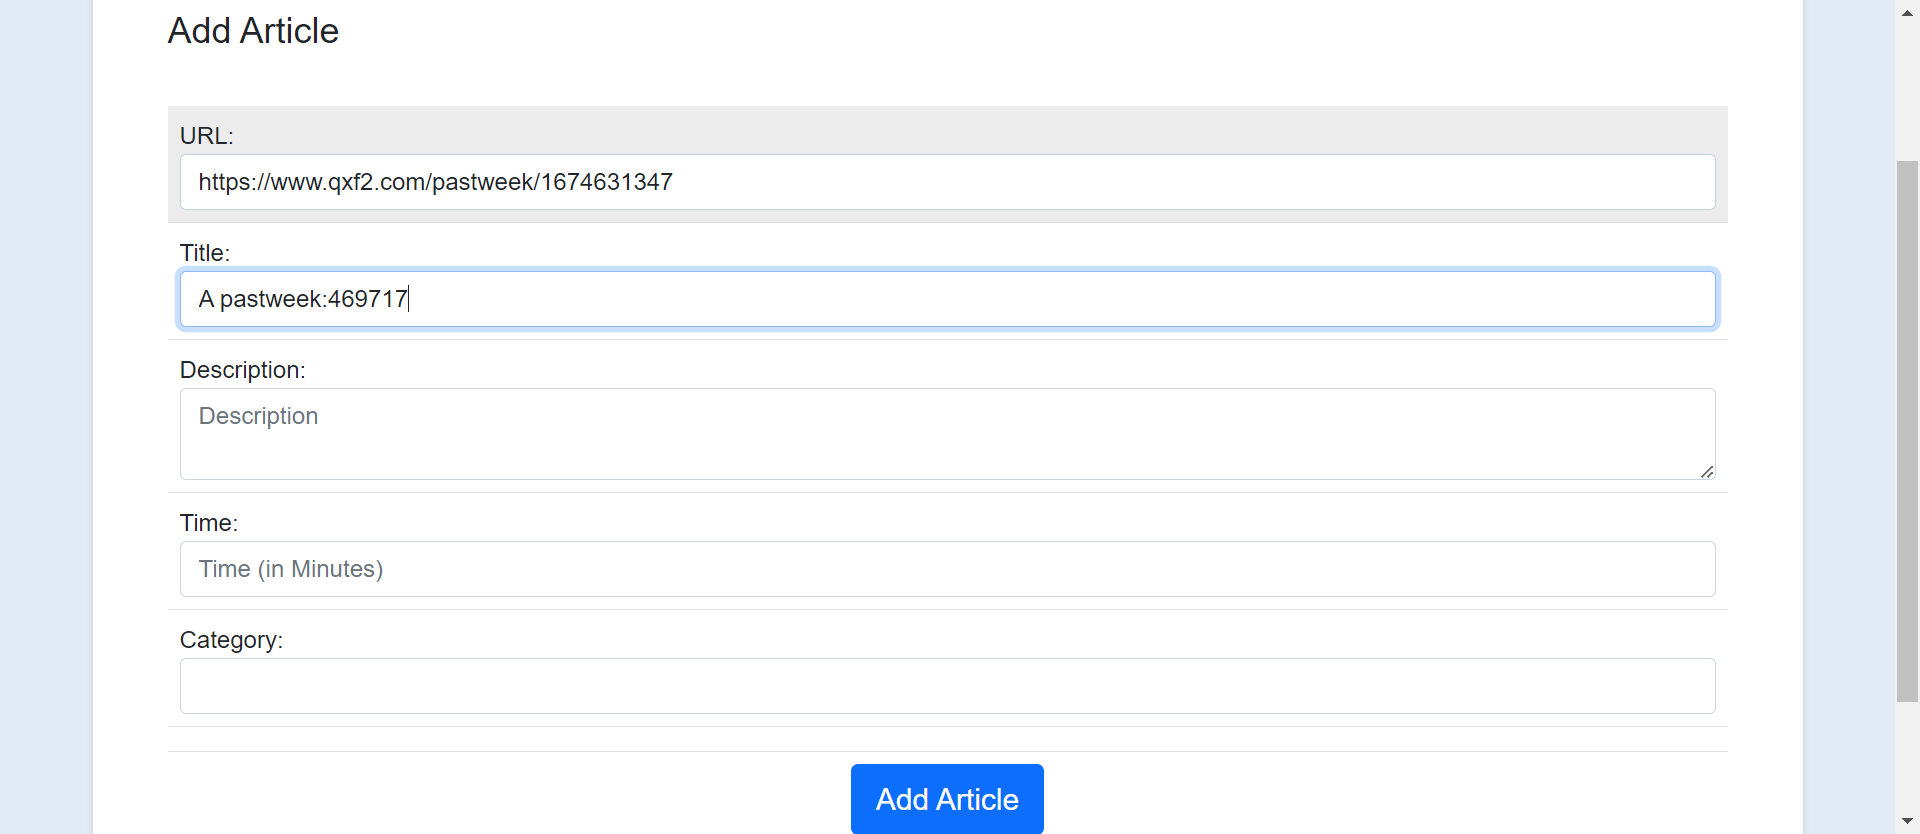 Add Article
URL:
https://www.qxf2.com/pastweek/1674631347
Title:
A pastweek:469717
Description:
Description
Time:
Time (in Minutes)
Category:
Add Article